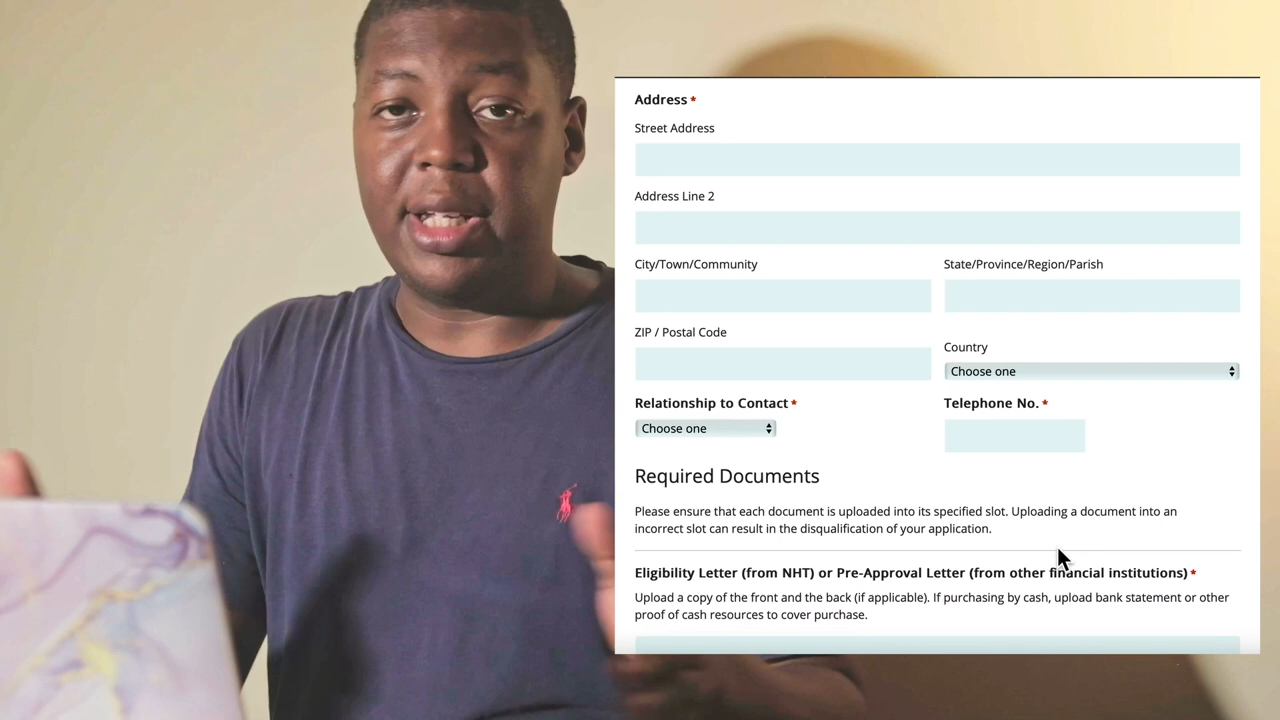 Address *
Street Address
Address Line 2
City/Town/Community
State/Province/Region/Parish
ZIP / Postal Code
Country
Choose one
Relationship to Contact *
Telephone No. *
Choose one
Required Documents
Please ensure that each document is uploaded into its specified slot. Uploading a document into an
incorrect slot can result in the disqualification of your application.
Eligibility Letter (from NHT) or Pre-Approval Letter (from other financial institutions) *
Upload a copy of the front and the back (if applicable). If purchasing by cash, upload bank statement or other
proof of cash resources to cover purchase.